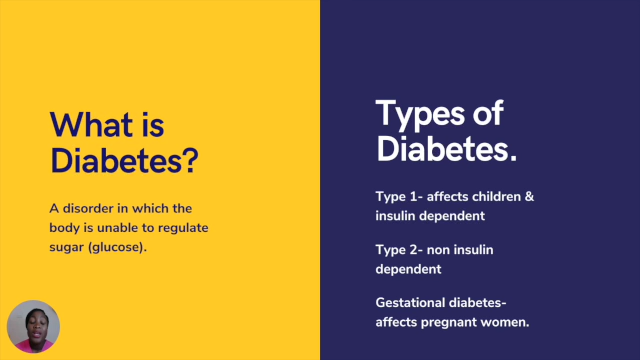 What is
Diabetes?
A disorder in which the
body is unable to regulate
sugar (glucose).
Types of
Diabetes.
Type 1- affects children &
insulin dependent
Type 2- non insulin
dependent
Gestational diabetes-
affects pregnant women.